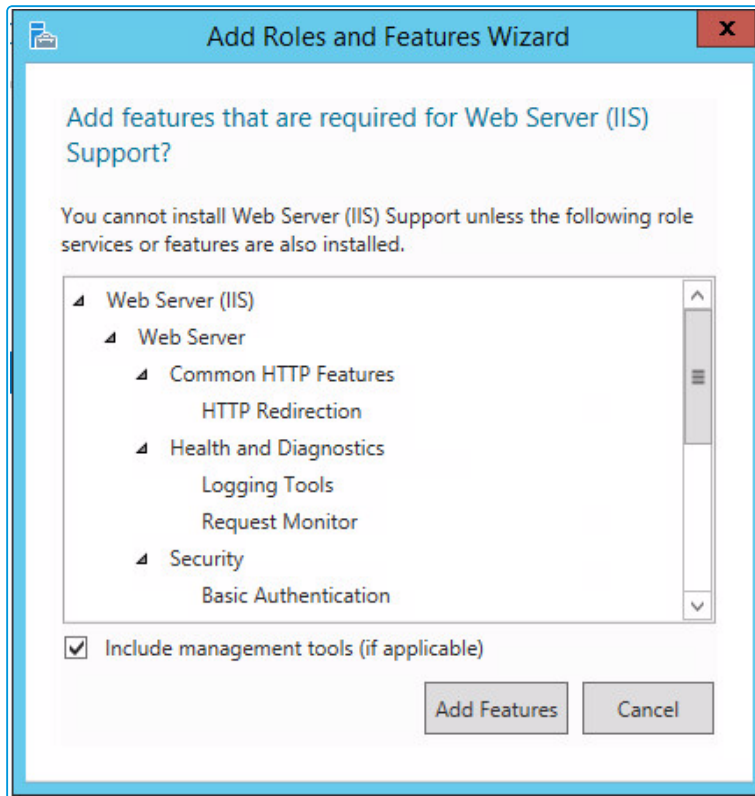 Add Roles and Features Wizard
x
Add features that are required for Web Server (IIS)
Support?
You cannot install Web Server (IIS) Support unless the following role
services or features are also installed.
Web Server (IIS)
Web Server
Common HTTP Features
HTTP Redirection
Health and Diagnostics
Logging Tools
Request Monitor
Security
Basic Authentication
Include management tools (if applicable)
Add Features
Cancel